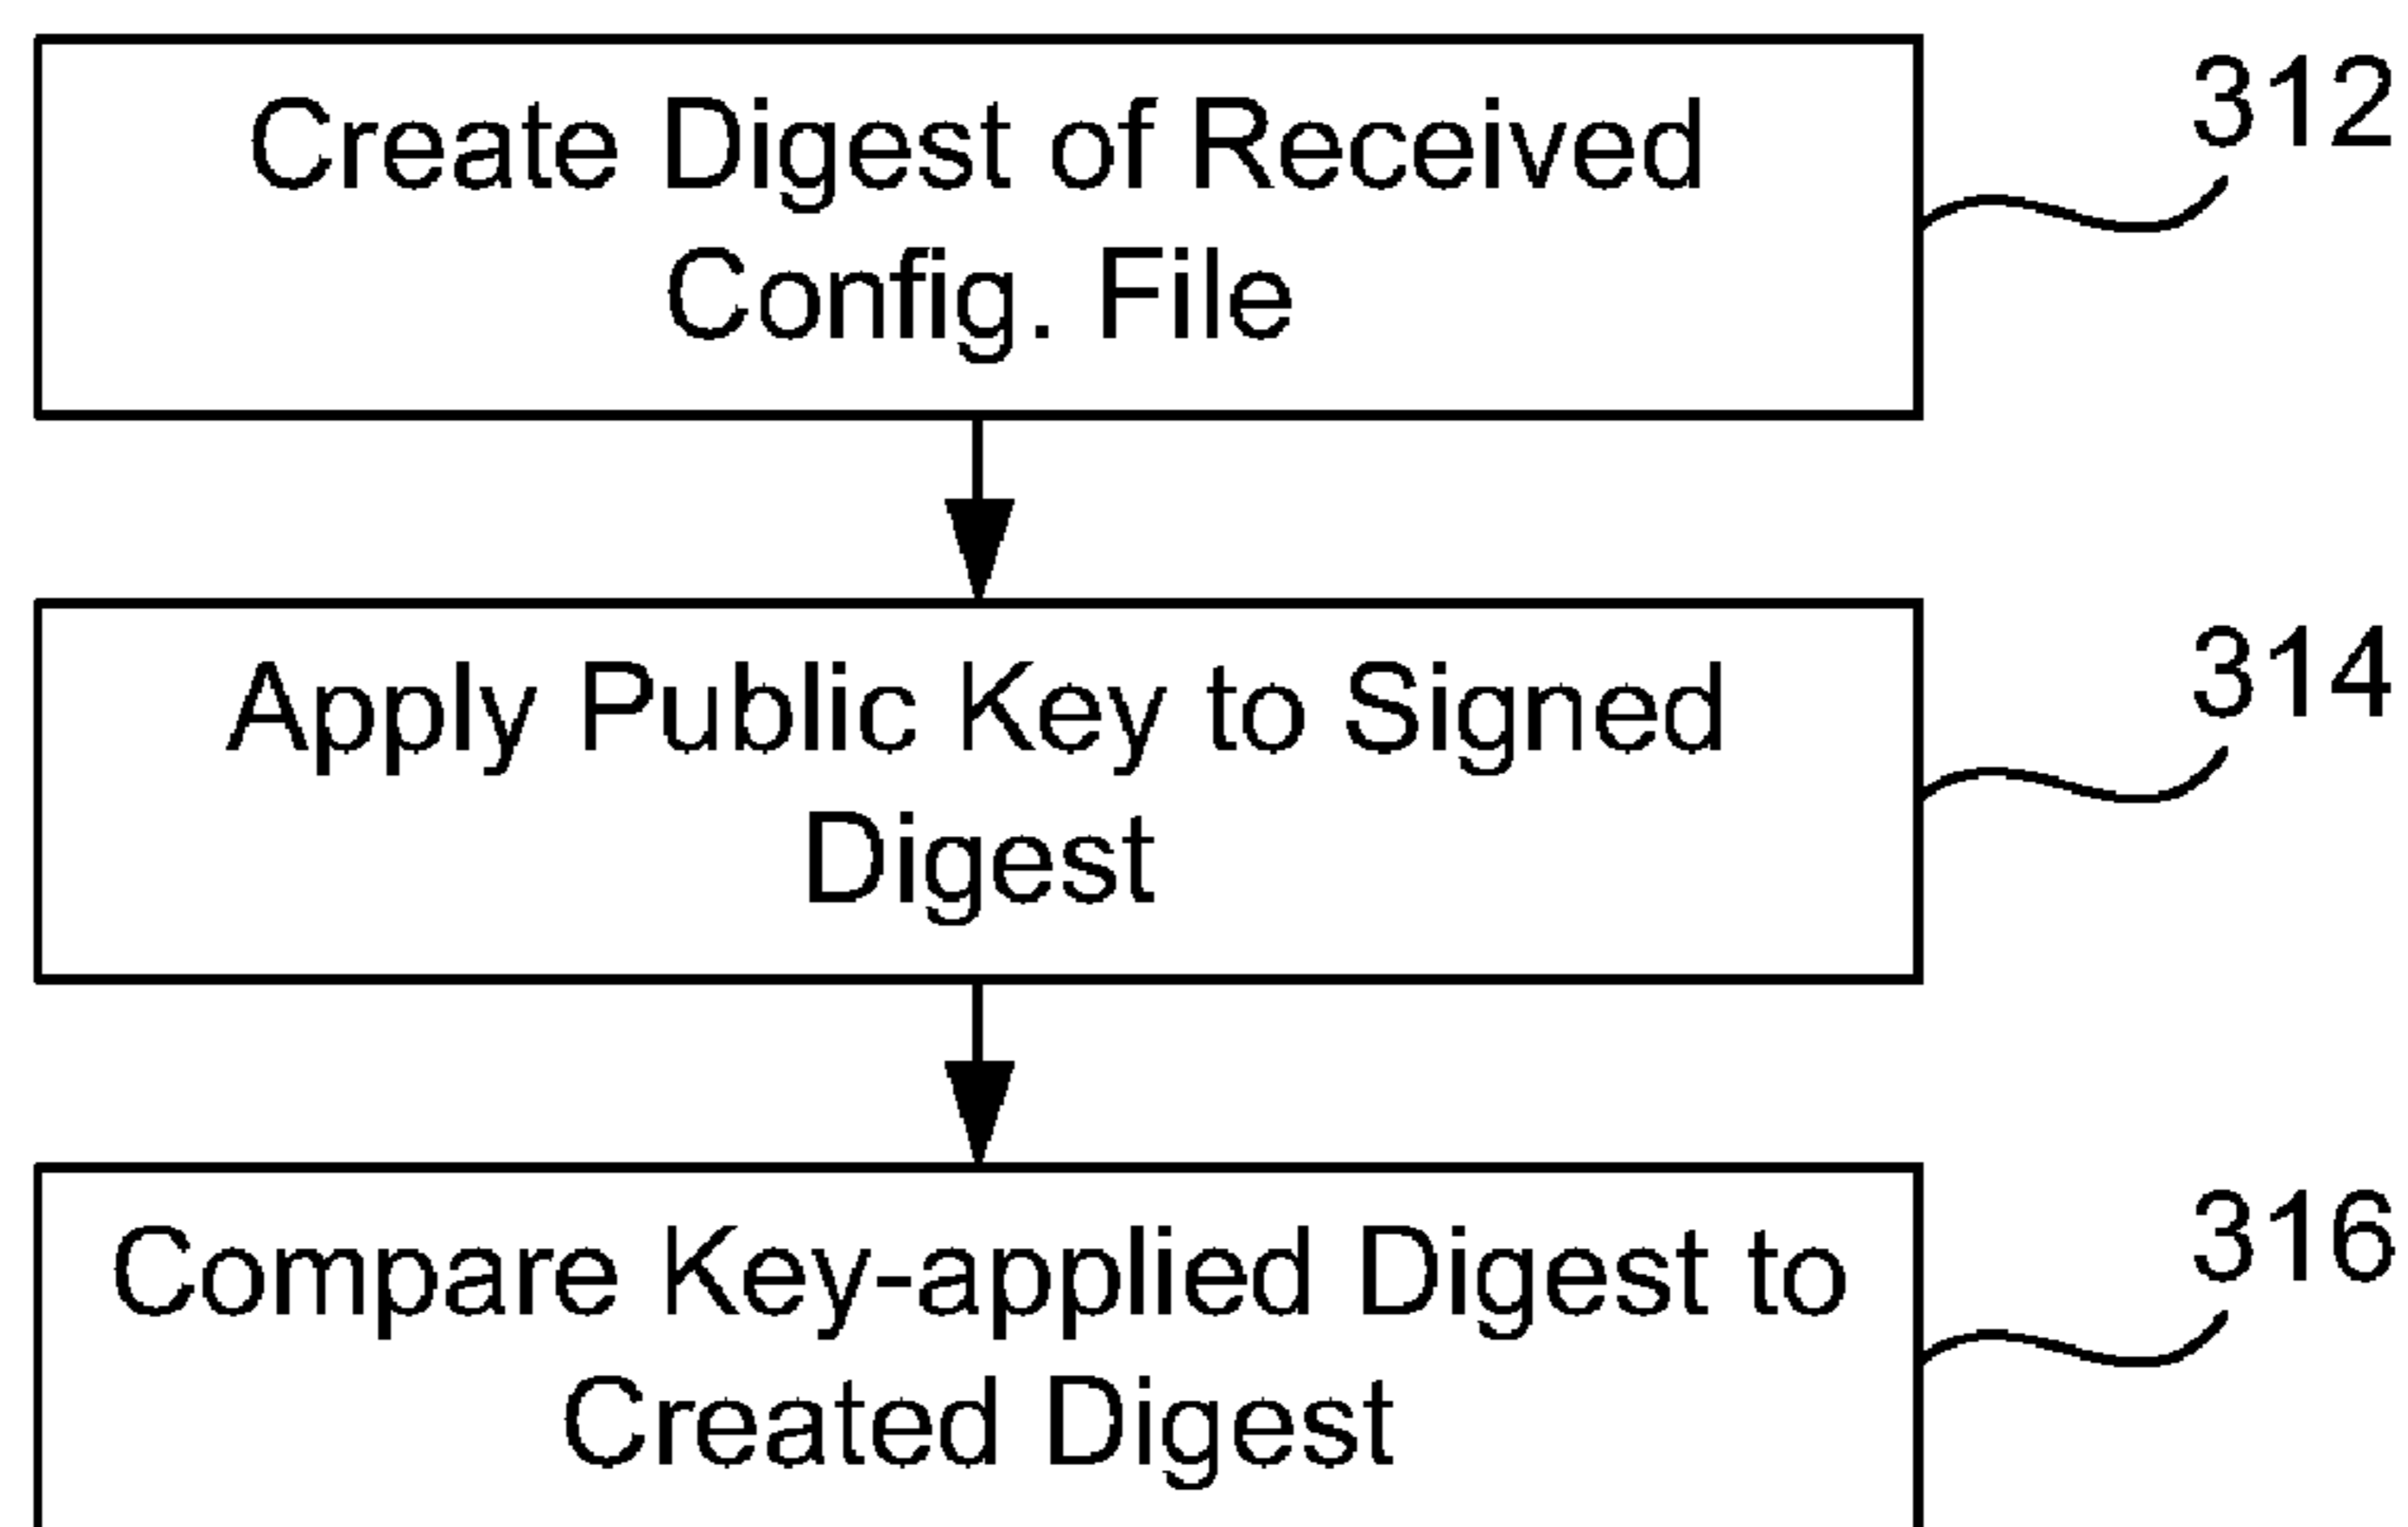 Create Digest of Received
Config. File
312
Apply Public Key to Signed
Digest
314
Compare Key-applied Digest to
Created Digest
316